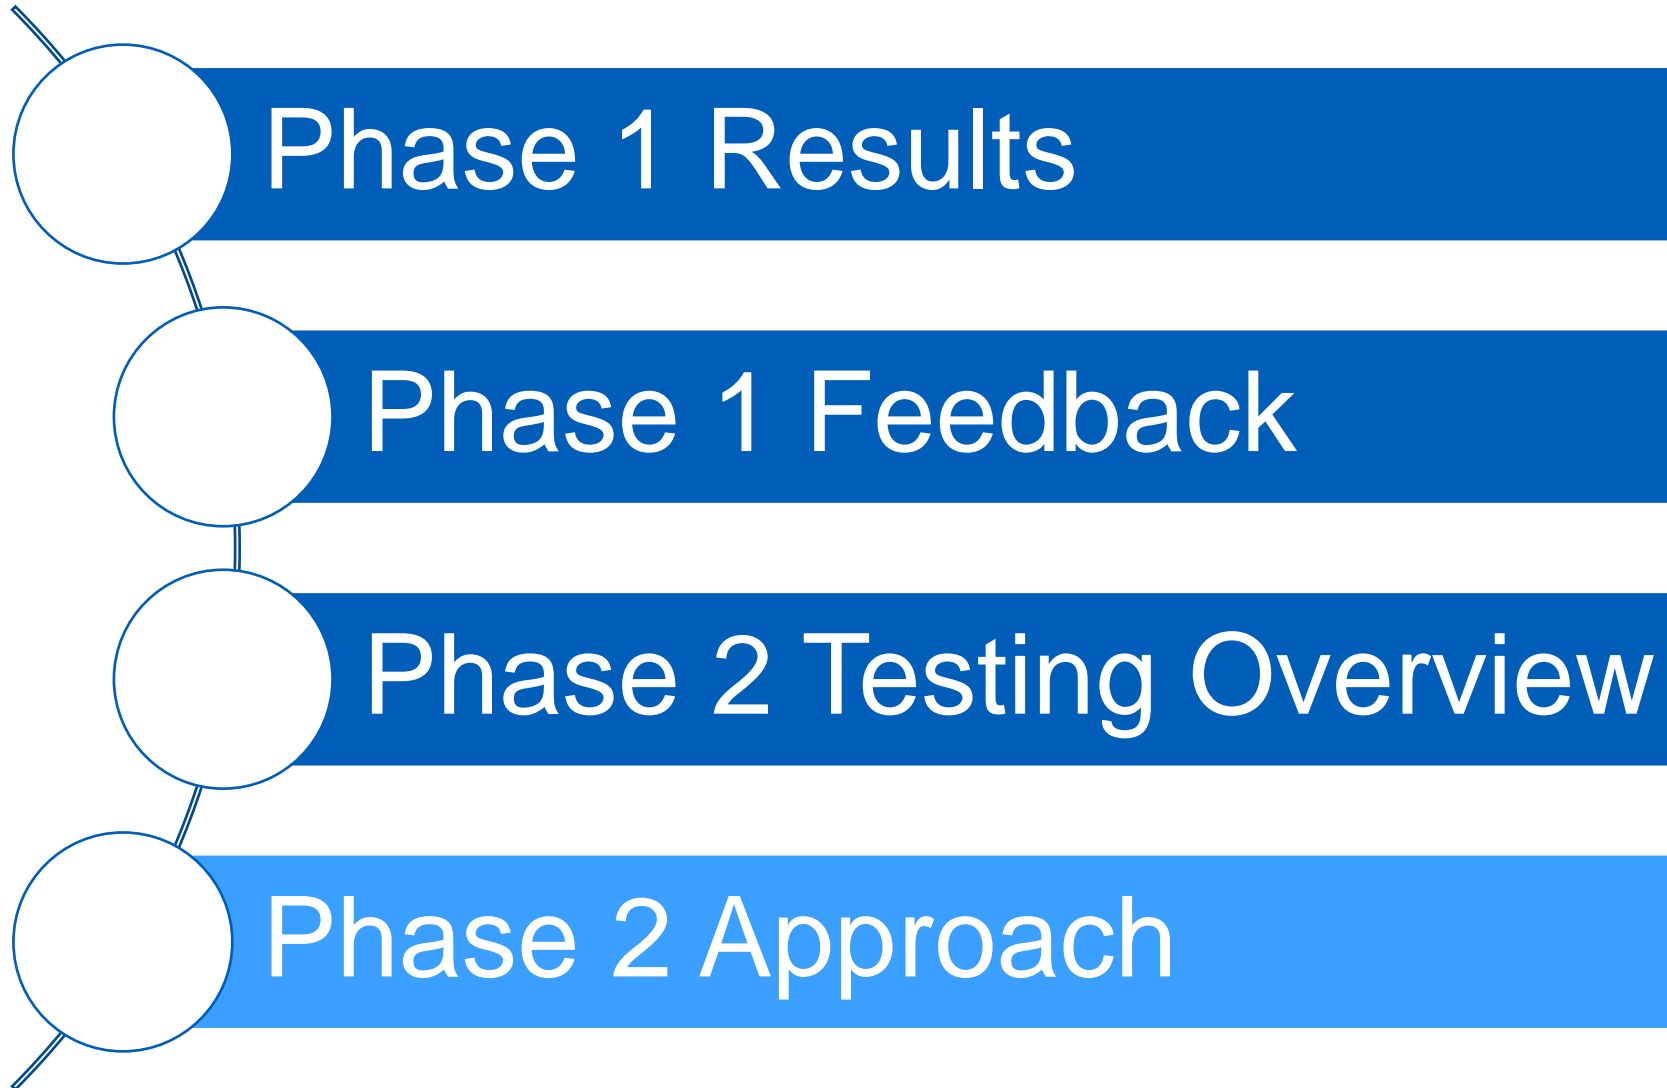 Phase 1 Results
Phase 1 Feedback
Phase 2 Testing Overview
Phase 2 Approach